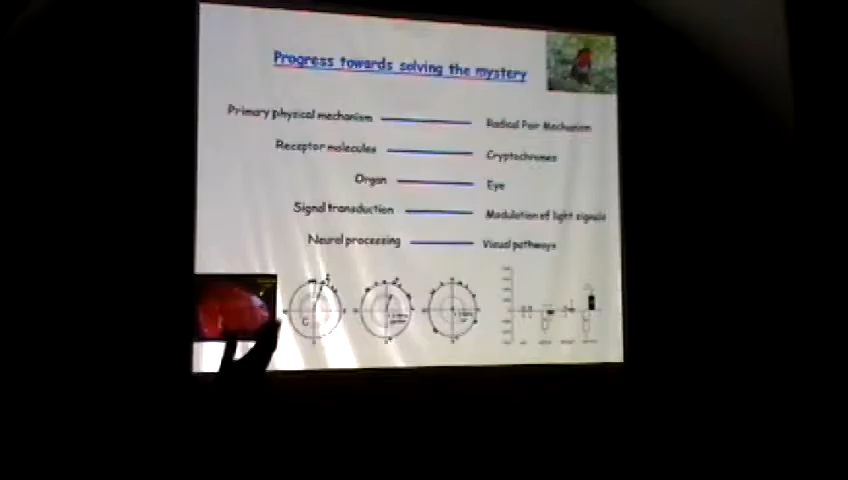 Progress towards solving the mystery
Primary physical mechanism Radical Pair Mechanism
Receptor molecules Cryptochromes
Organ Eye
Signal transduction Modulation of light signals
Neural processing Visual pathways